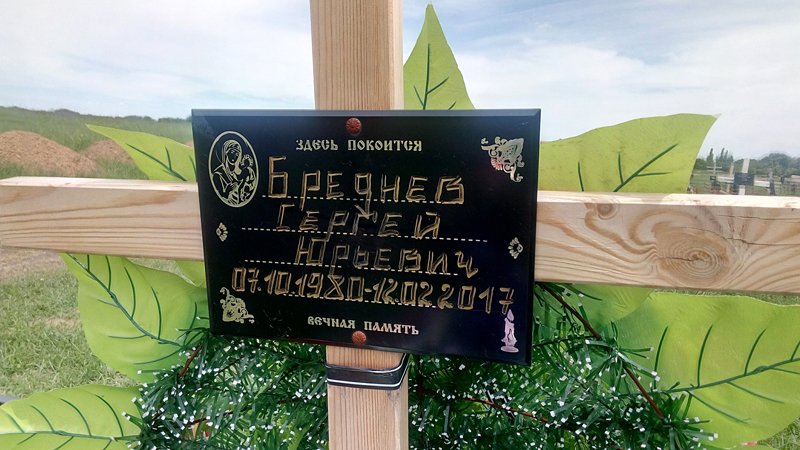 ЗДЕСЬ ПОКОИТСЯ
БРЕДНЕВ
СЕРГЕЙ
ЮРЬЕВИЧ
07.10.1980-12.02.2017
ВЕЧНАЯ ПАМЯТЬ